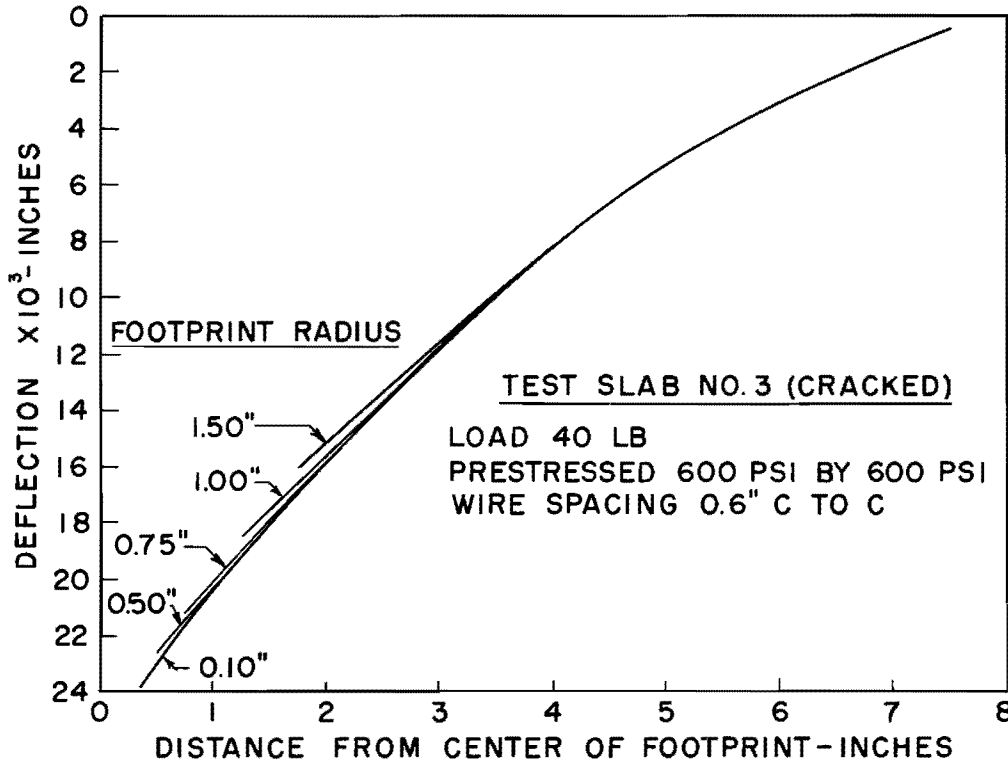 0
2
4
6
8
10
12
14
16
18
20
22
24
DEFLECTION X10³-INCHES
FOOTPRINT RADIUS
1.50"
1.00"
0.75"
0.50"
0.10"
TEST SLAB NO. 3 (CRACKED)
LOAD 40 LB
PRESTRESSED 600 PSI BY 600 PSI
WIRE SPACING 0.6" C TO C
0 1 2 3 4 5 6 7 8
DISTANCE FROM CENTER OF FOOTPRINT-INCHES